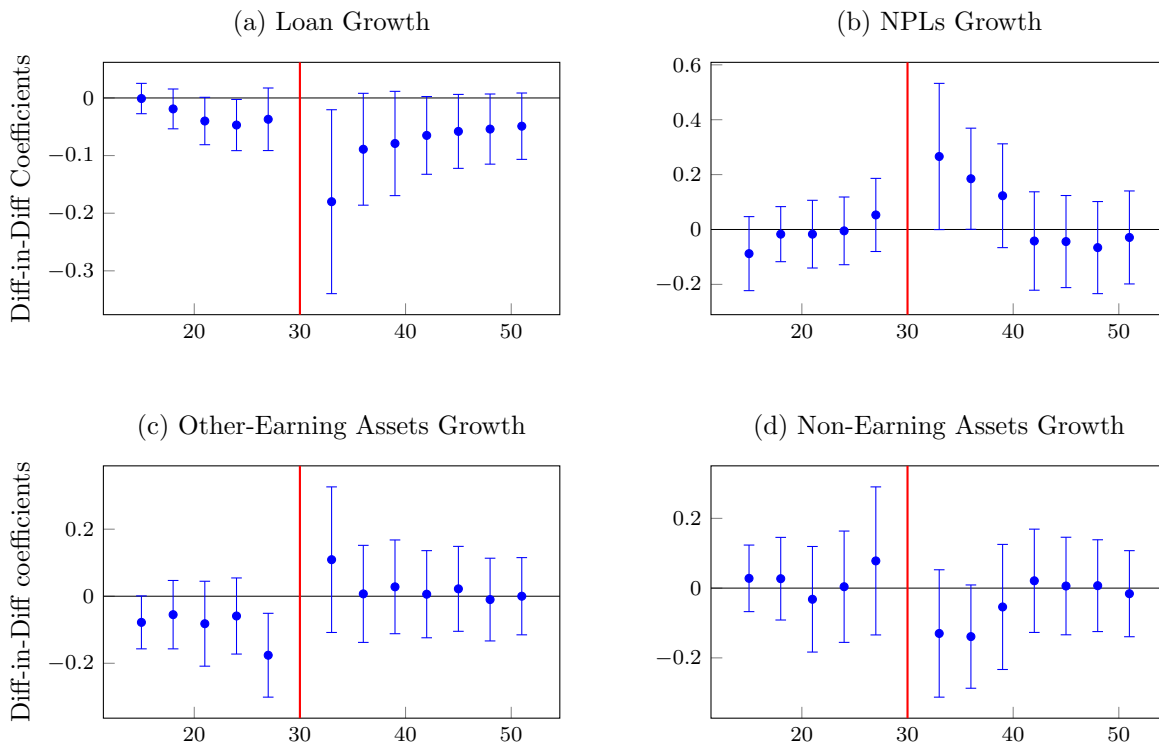 (a) Loan Growth
(b) NPLs Growth
Diff-in-Diff Coefficients
0
−0.1
−0.2
−0.3
20 30 40 50
0.6
0.4
0.2
0
−0.2
20 30 40 50
(c) Other-Earning Assets Growth
(d) Non-Earning Assets Growth
Diff-in-Diff coefficients
0.2
0
−0.2
20 30 40 50
0.2
0
−0.2
20 30 40 50